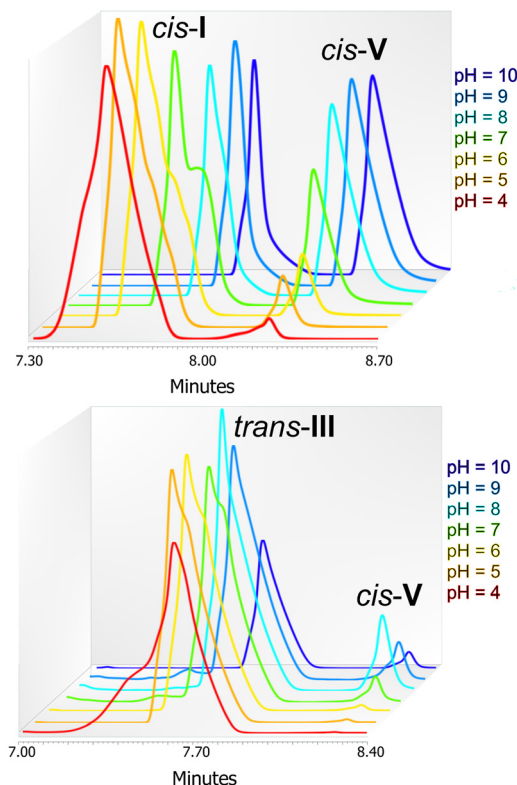 cis-I
cis-V
pH = 10
pH = 9
pH = 8
pH = 7
pH = 6
pH = 5
pH = 4
7.30
8.00
8.70
Minutes
trans-III
pH = 10
pH = 9
pH = 8
pH = 7
pH = 6
pH = 5
pH = 4
cis-V
7.00
7.70
8.40
Minutes